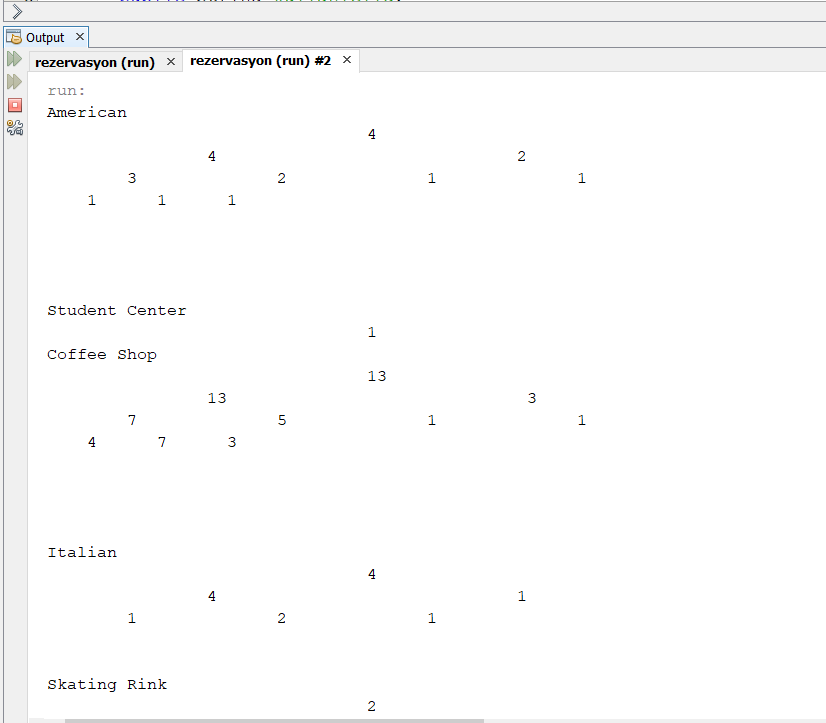 Output
rezervasyon (run) rezervasyon (run) #2
run:
American
4
4 2
3 2 1 1
1 1 1
Student Center
1
Coffee Shop
13
13 3
7 5 1 1
4 7 3
Italian
4
4 1
1 2 1
Skating Rink
2